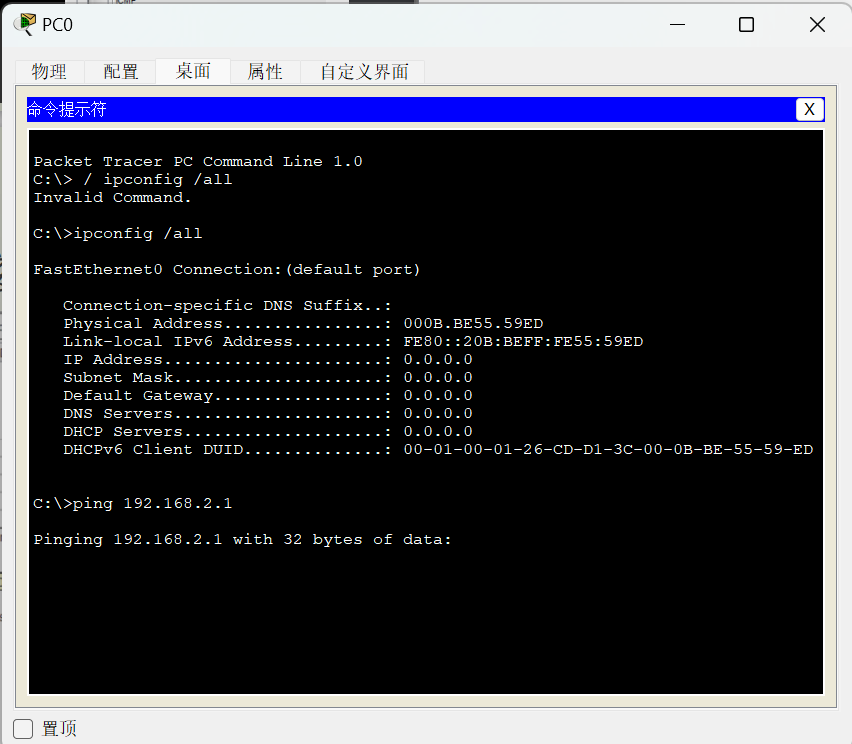 PC0
物理 配置 桌面 属性 自定义界面
命令提示符 X
Packet Tracer PC Command Line 1.0
C:\> / ipconfig /all
Invalid Command.
C:\>ipconfig /all
FastEthernet0 Connection:(default port)
Connection-specific DNS Suffix..:
Physical Address................: 000B.BE55.59ED
Link-local IPv6 Address.........: FE80::20B:BEFF:FE55:59ED
IP Address......................: 0.0.0.0
Subnet Mask.....................: 0.0.0.0
Default Gateway.................: 0.0.0.0
DNS Servers.....................: 0.0.0.0
DHCP Servers....................: 0.0.0.0
DHCPv6 Client DUID..............: 00-01-00-01-26-CD-D1-3C-00-0B-BE-55-59-ED
C:\>ping 192.168.2.1
Pinging 192.168.2.1 with 32 bytes of data:
置顶